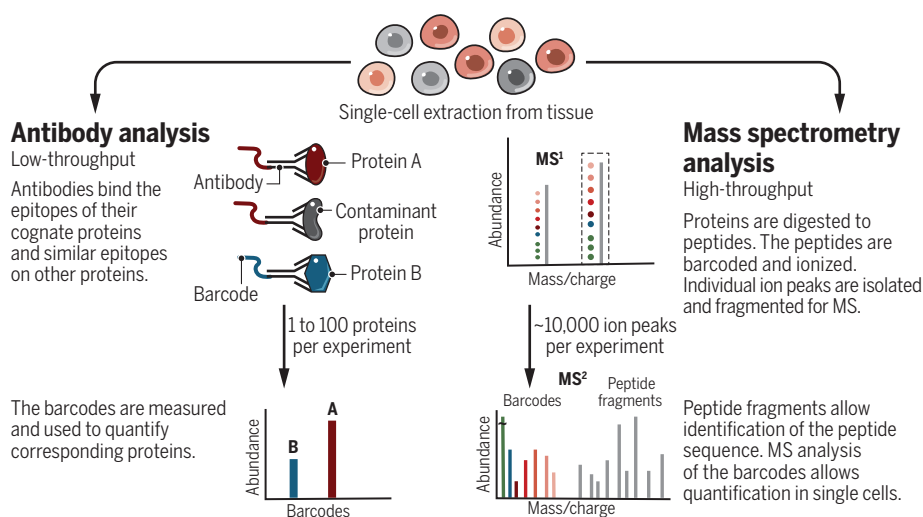 Single-cell extraction from tissue
Antibody analysis
Low-throughput
Antibodies bind the
epitopes of their
cognate proteins
and similar epitopes
on other proteins.
Antibody
Protein A
Contaminant
protein
Protein B
Barcode
1 to 100 proteins
per experiment
The barcodes are measured
and used to quantify
corresponding proteins.
Abundance
B
A
Barcodes
MS¹
Abundance
Mass/charge
~10,000 ion peaks
per experiment
MS²
Barcodes
Peptide
fragments
Abundance
~
Mass/charge
Mass spectrometry
analysis
High-throughput
Proteins are digested to
peptides. The peptides are
barcoded and ionized.
Individual ion peaks are isolated
and fragmented for MS.
Peptide fragments allow
identification of the peptide
sequence. MS analysis
of the barcodes allows
quantification in single cells.